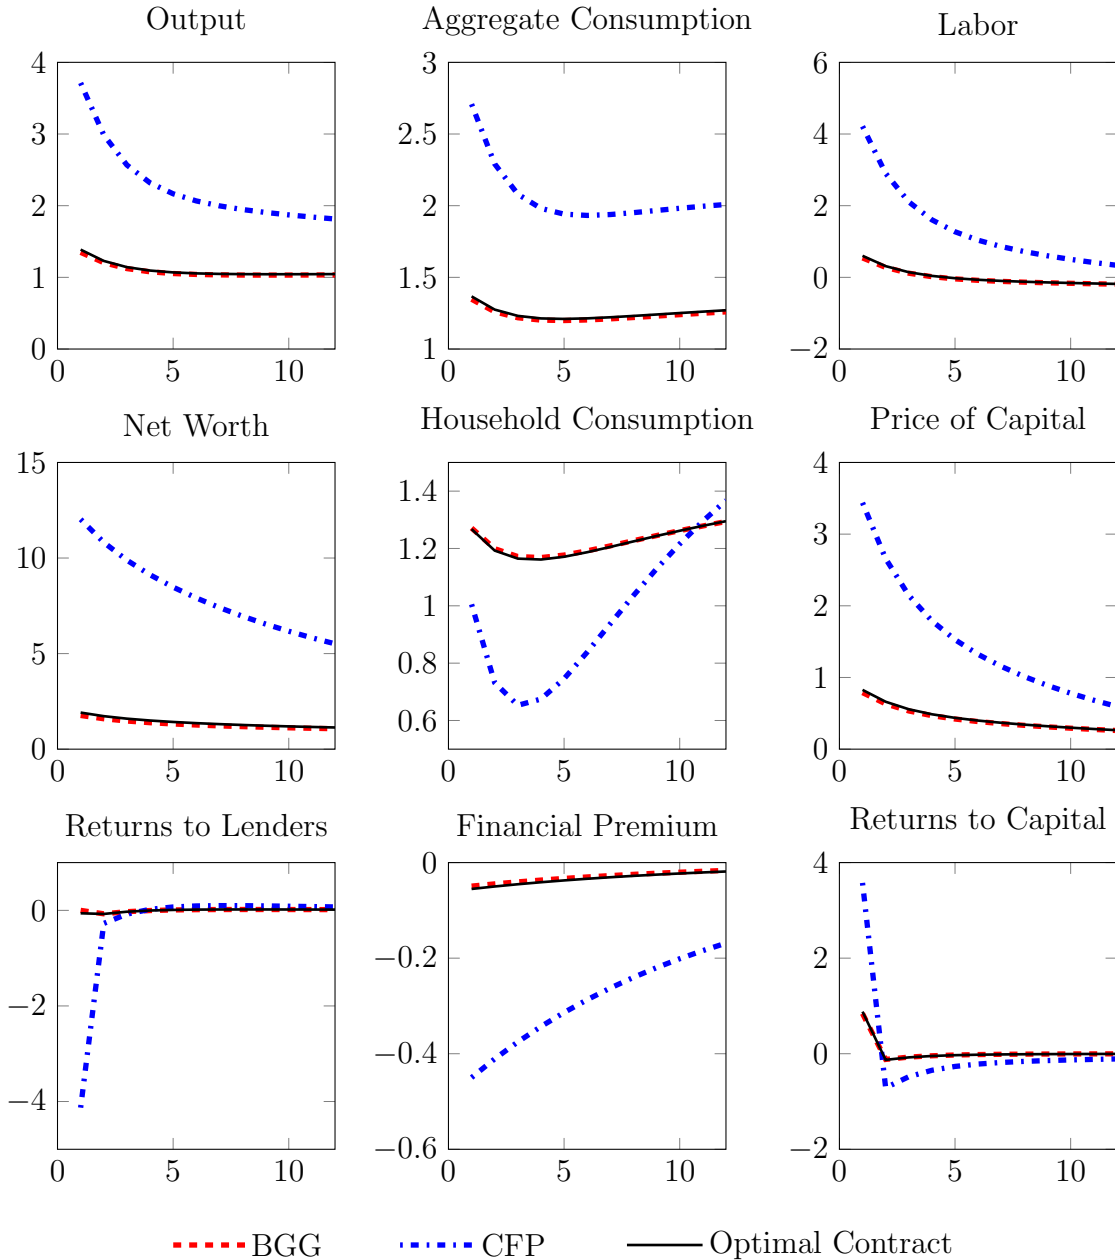 Output
Aggregate Consumption
Labor
4
3
2
1
0
0 5 10
3
2.5
2
1.5
1
0 5 10
6
4
2
0
−2
0 5 10
Net Worth
Household Consumption
Price of Capital
15
10
5
0
0 5 10
1.4
1.2
1
0.8
0.6
0 5 10
4
3
2
1
0
0 5 10
Returns to Lenders
Financial Premium
Returns to Capital
0
−2
−4
0 5 10
0
−0.2
−0.4
−0.6
0 5 10
4
2
0
−2
0 5 10
BGG CFP Optimal Contract